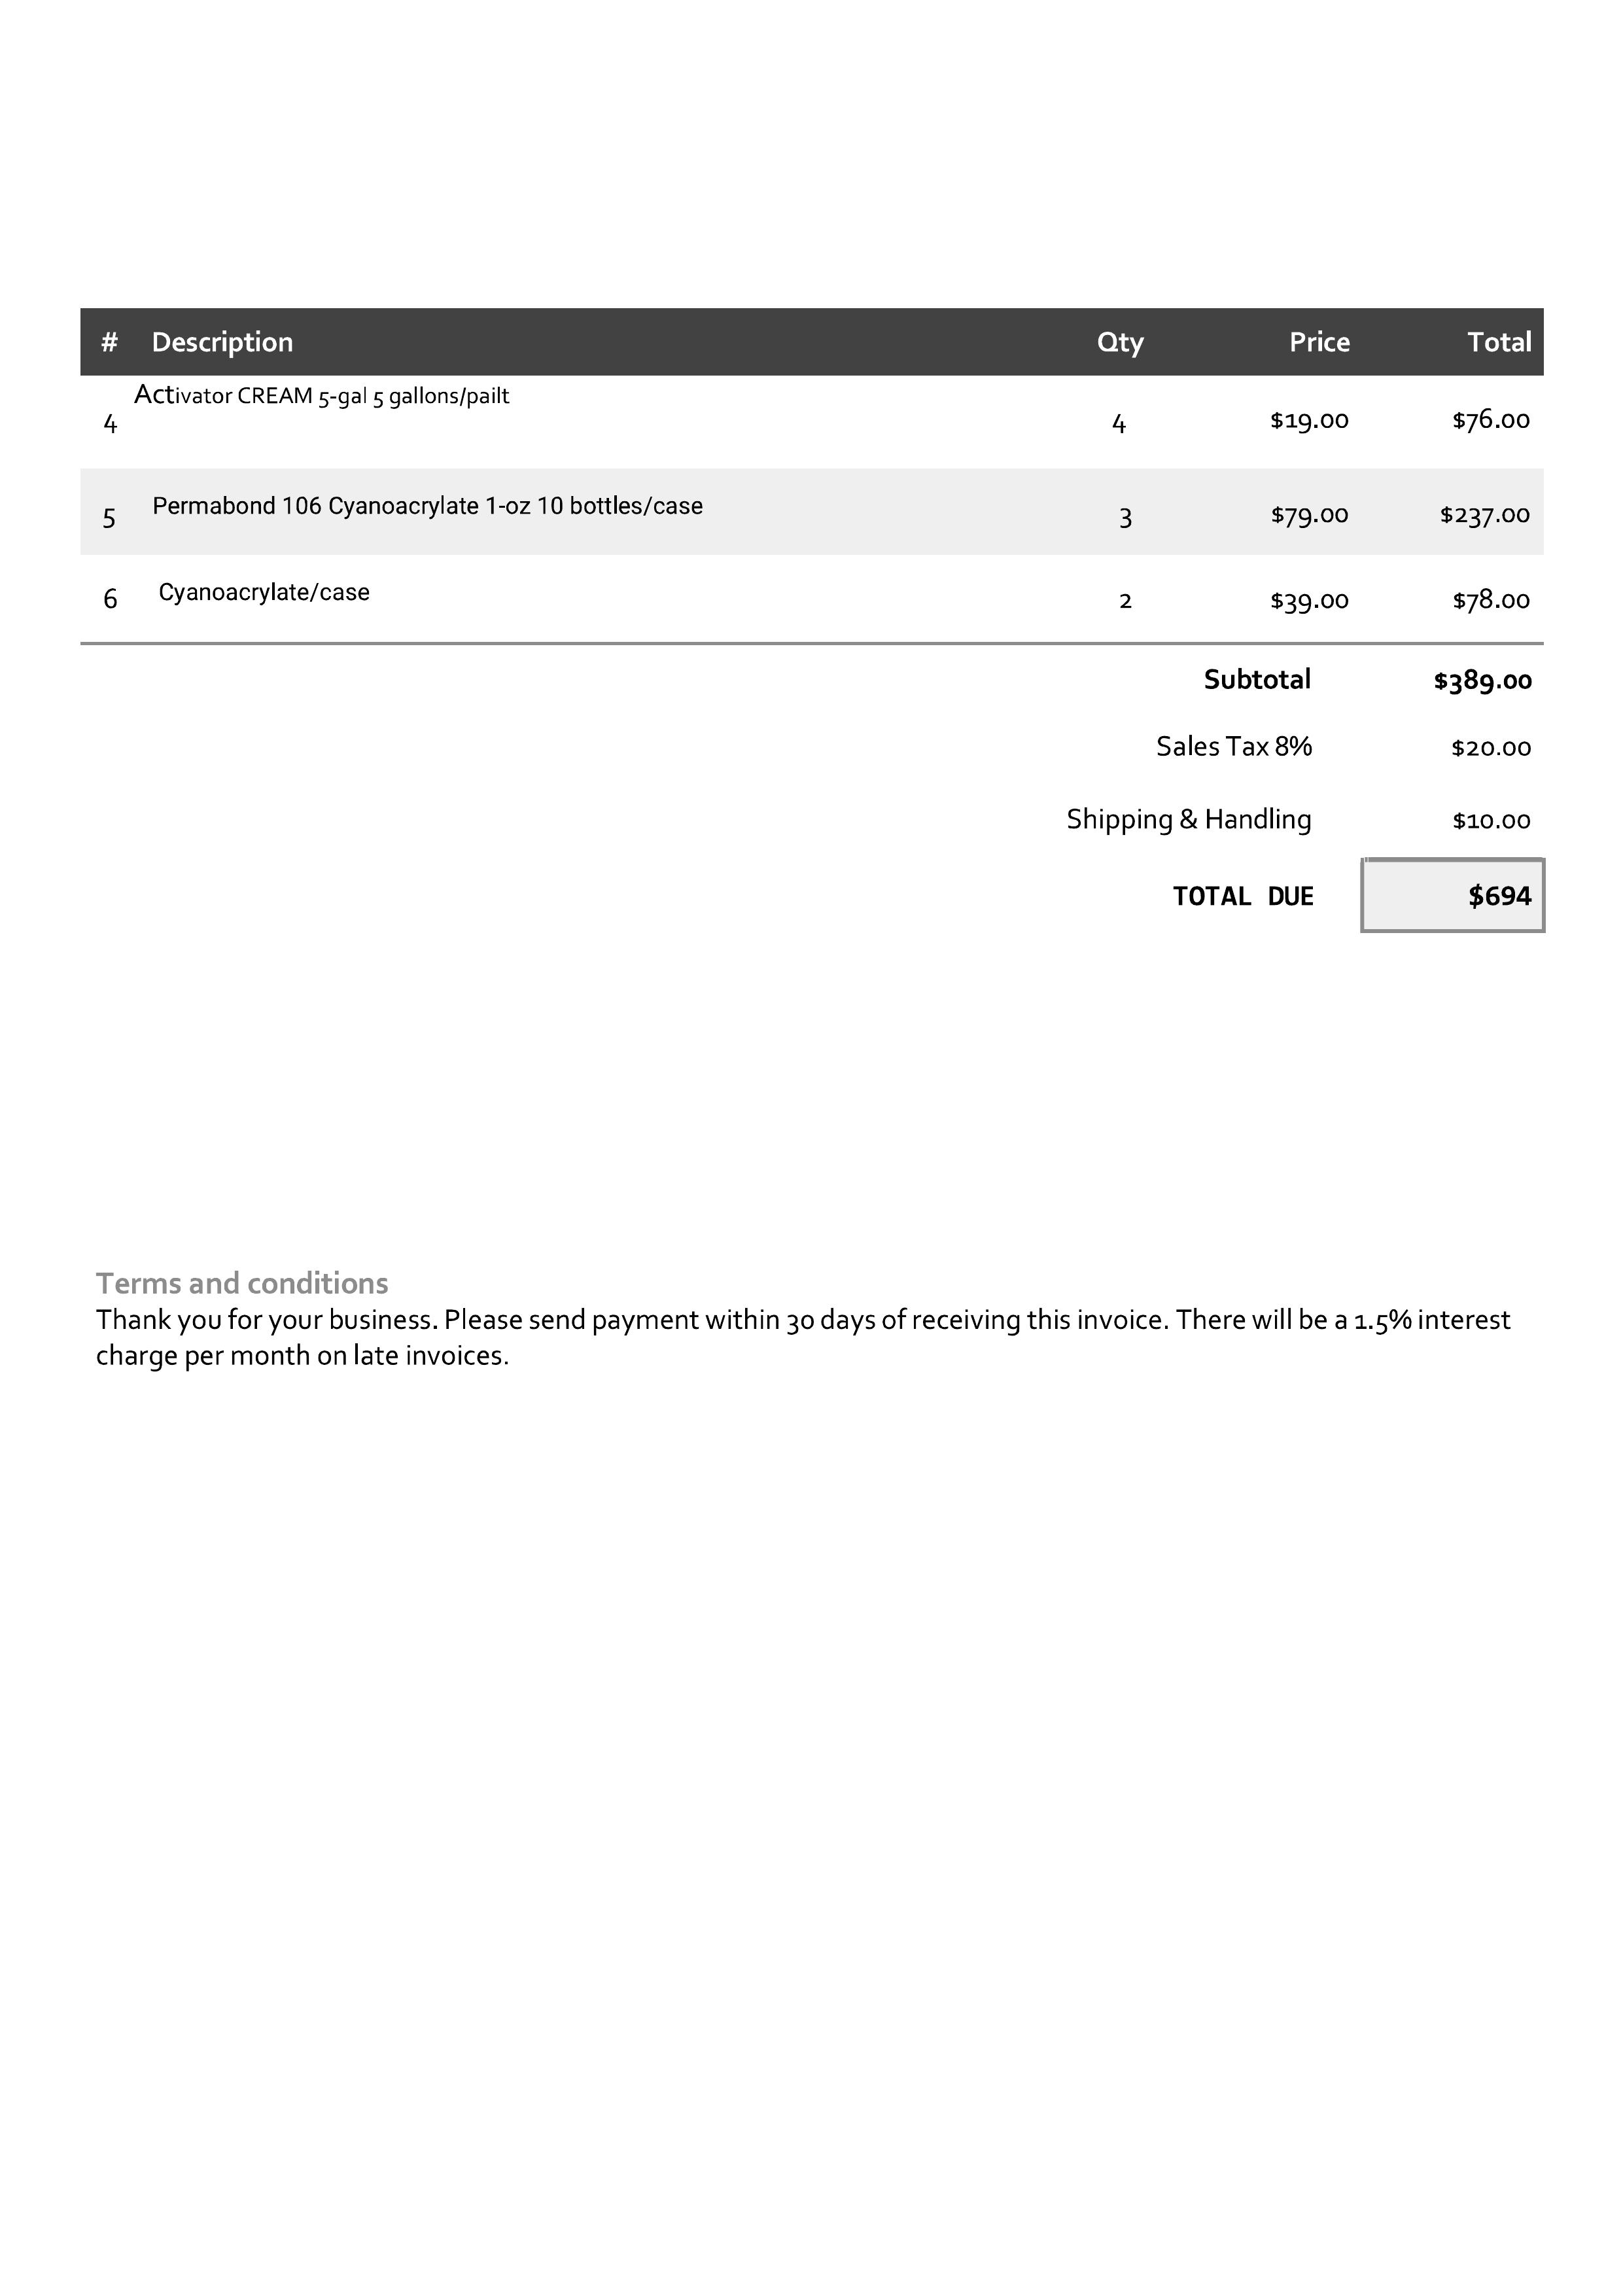 # Description Qty Price Total
Activator CREAM 5-gal 5 gallons/pailt
4 4 $19.00 $76.00
5 Permabond 106 Cyanoacrylate 1-oz 10 bottles/case 3 $79.00 $237.00
6 Cyanoacrylate/case 2 $39.00 $78.00
Subtotal $389.00
Sales Tax 8% $20.00
Shipping & Handling $10.00
TOTAL DUE $694
Terms and conditions
Thank you for your business. Please send payment within 30 days of receiving this invoice. There will be a 1.5% interest
charge per month on late invoices.